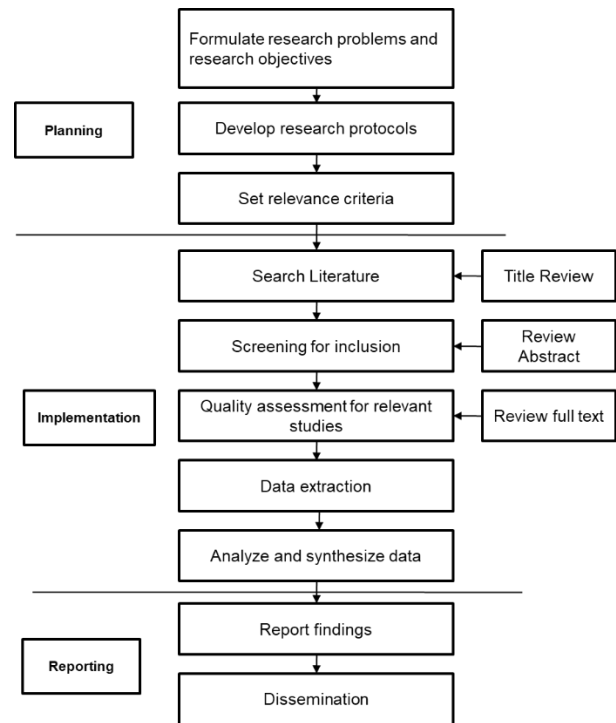 Formulate research problems and
research objectives
Planning
Develop research protocols
Set relevance criteria
Search Literature
Title Review
Screening for inclusion
Review
Abstract
Implementation
Quality assessment for relevant
studies
Review full text
Data extraction
Analyze and synthesize data
Report findings
Reporting
Dissemination